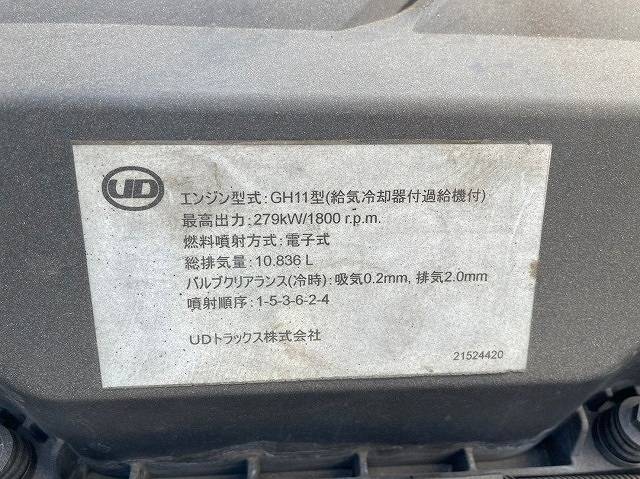 UD
エンジン型式：GH11型(給気冷却器付過給機付)
最高出力：279kW/1800 r.p.m.
燃料噴射方式：電子式
総排気量：10.836 L
バルブクリアランス(冷時)：吸気0.2mm, 排気2.0mm
噴射順序：1-5-3-6-2-4
UDトラックス株式会社
21524420